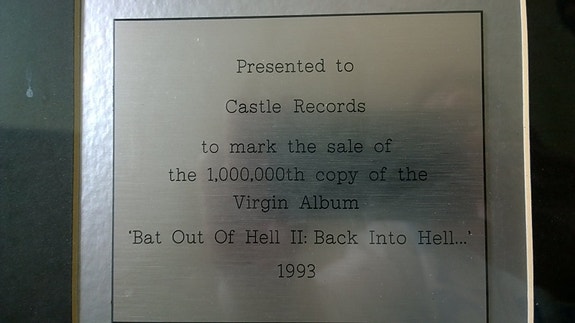 Presented to
Castle Records
to mark the sale of
the 1,000,000th copy of the
Virgin Album
'Bat Out Of Hell II: Back Into Hell...'
1993